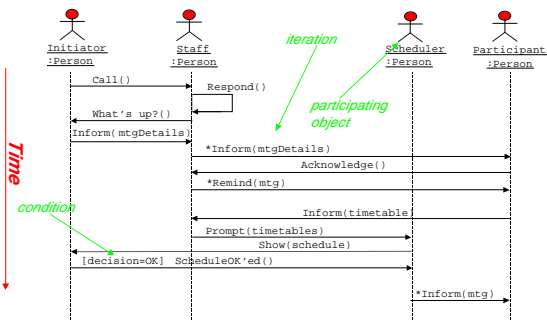 iteration
Initiator
:Person
Staff
:Person
Scheduler
:Person
Participant
:Person
Call()
Respond()
participating
object
What's up?()
Inform(mtgDetails)
*Inform(mtgDetails)
Time
Acknowledge()
*Remind(mtg)
condition
Inform(timetable)
Prompt(timetables)
Show(schedule)
[decision=OK] ScheduleOK'ed()
*Inform(mtg)